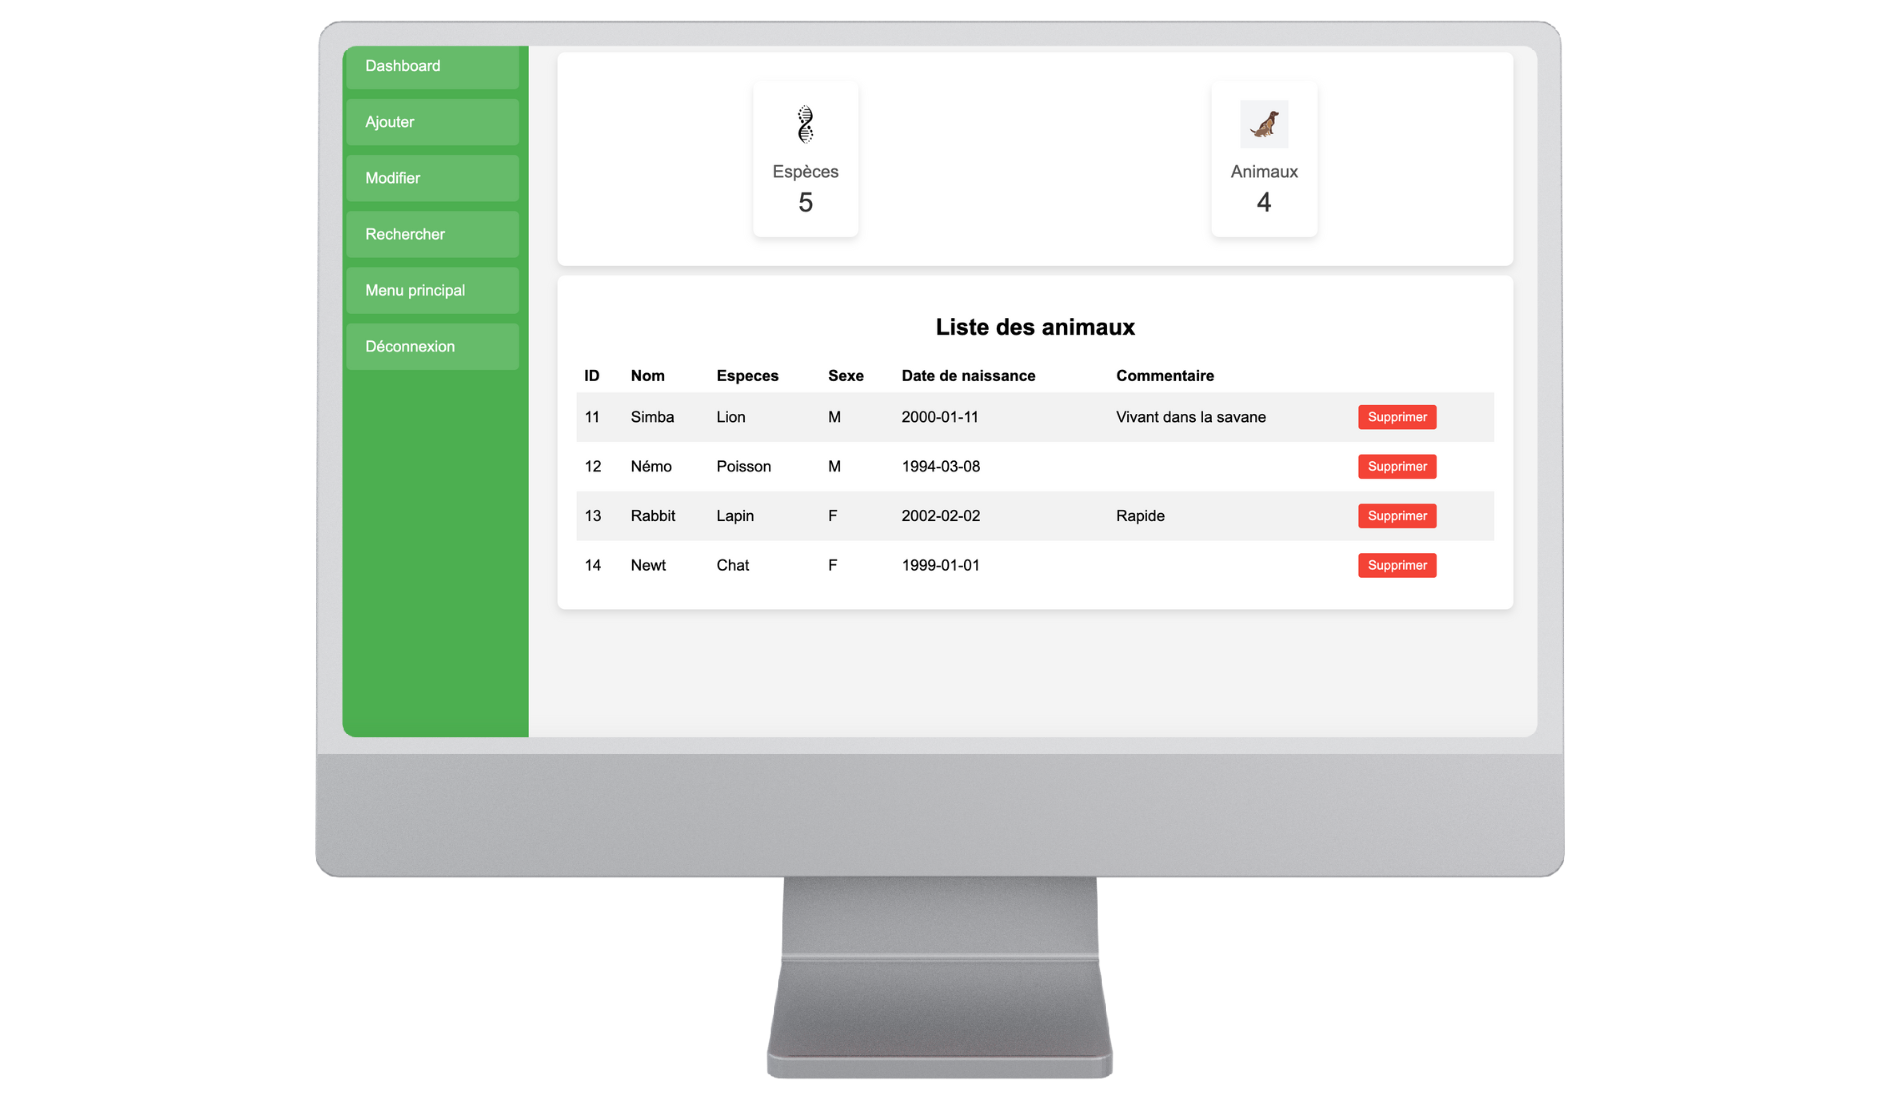 Dashboard
Ajouter
Modifier
Rechercher
Menu principal
Déconnexion
Espèces
5
Animaux
4
Liste des animaux
ID Nom Especes Sexe Date de naissance Commentaire
11 Simba Lion M 2000-01-11 Vivant dans la savane Supprimer
12 Némo Poisson M 1994-03-08 Supprimer
13 Rabbit Lapin F 2002-02-02 Rapide Supprimer
14 Newt Chat F 1999-01-01 Supprimer